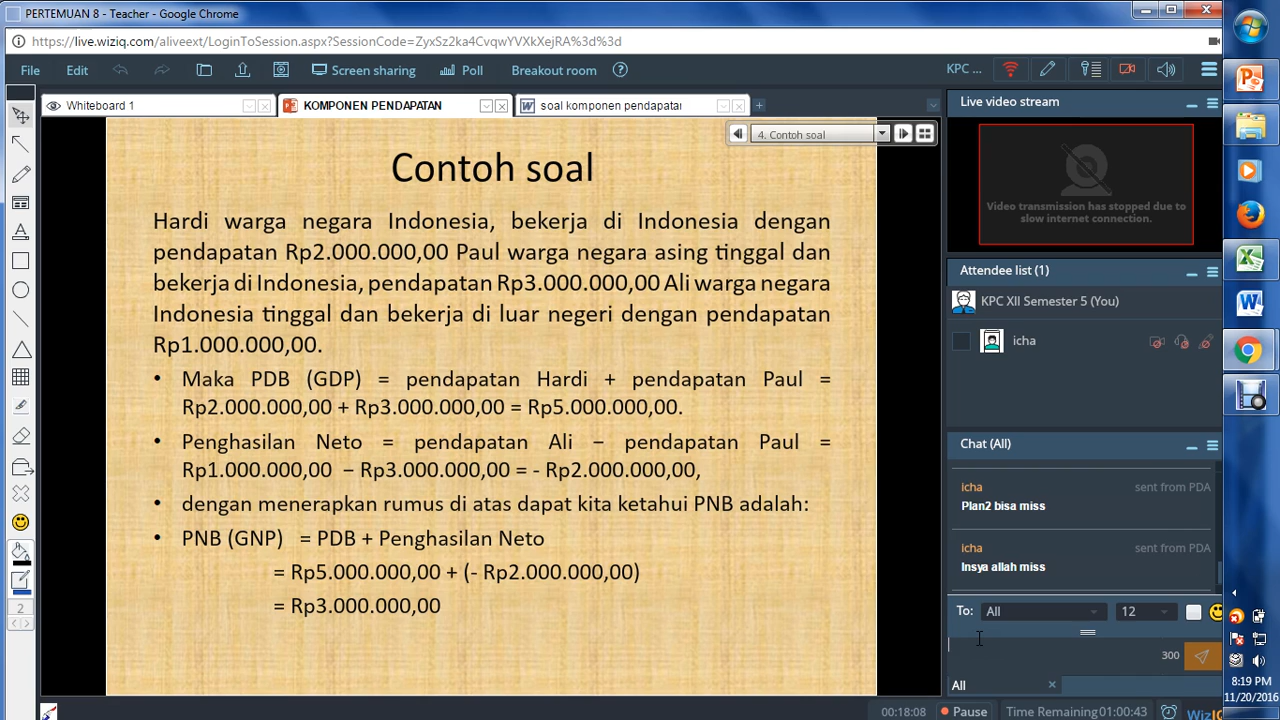 PERTEMUAN 8 - Teacher - Google Chrome
https://live.wiziq.com/aliveext/LoginToSession.aspx?SessionCode=ZyxSz2ka4CvqwYVXkXejRA%3d%3d
File Edit Screen sharing Poll Breakout room ? KPC ...
Whiteboard 1 KOMPONEN PENDAPATAN soal komponen pendapatan
4. Contoh soal
Contoh soal
Hardi warga negara Indonesia, bekerja di Indonesia dengan
pendapatan Rp2.000.000,00 Paul warga negara asing tinggal dan
bekerja di Indonesia, pendapatan Rp3.000.000,00 Ali warga negara
Indonesia tinggal dan bekerja di luar negeri dengan pendapatan
Rp1.000.000,00.
• Maka PDB (GDP) = pendapatan Hardi + pendapatan Paul =
Rp2.000.000,00 + Rp3.000.000,00 = Rp5.000.000,00.
• Penghasilan Neto = pendapatan Ali – pendapatan Paul =
Rp1.000.000,00 – Rp3.000.000,00 = - Rp2.000.000,00,
• dengan menerapkan rumus di atas dapat kita ketahui PNB adalah:
• PNB (GNP) = PDB + Penghasilan Neto
= Rp5.000.000,00 + (- Rp2.000.000,00)
= Rp3.000.000,00
2
Live video stream
Video transmission has stopped due to
slow internet connection.
Attendee list (1)
KPC XII Semester 5 (You)
icha
Chat (All)
icha sent from PDA
Plan2 bisa miss
icha sent from PDA
Insya allah miss
To: All 12
300
All
00:18:08 Pause Time Remaining 01:00:43 WizIQ
8:19 PM
11/20/2016